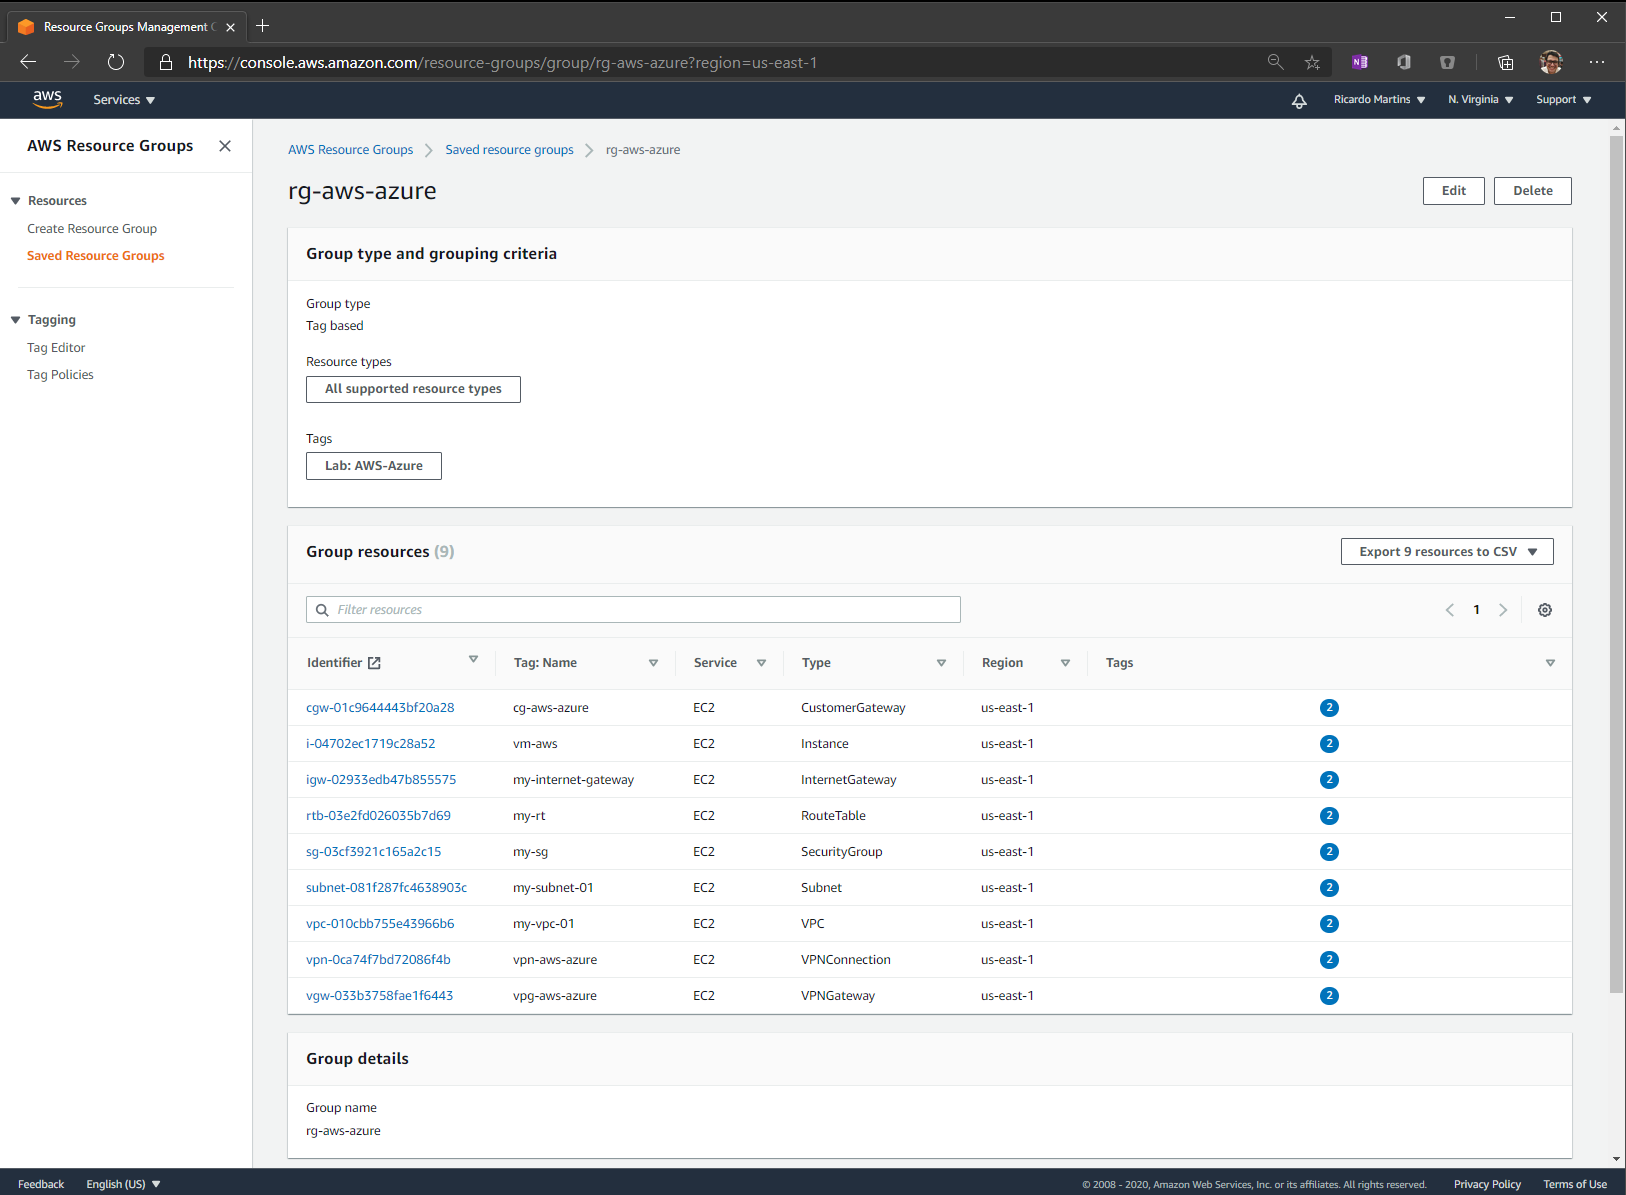 Resource Groups Management
https://console.aws.amazon.com/resource-groups/group/rg-aws-azure?region=us-east-1
aws Services Ricardo Martins N. Virginia Support
AWS Resource Groups
Resources
Create Resource Group
Saved Resource Groups
Tagging
Tag Editor
Tag Policies
AWS Resource Groups Saved resource groups rg-aws-azure
rg-aws-azure Edit Delete
Group type and grouping criteria
Group type
Tag based
Resource types
All supported resource types
Tags
Lab: AWS-Azure
Group resources (9) Export 9 resources to CSV
Filter resources 1
Identifier Tag: Name Service Type Region Tags
cgw-01c9644443bf20a28 cg-aws-azure EC2 CustomerGateway us-east-1 2
i-04702ec1719c28a52 vm-aws EC2 Instance us-east-1 2
igw-02933edb47b855575 my-internet-gateway EC2 InternetGateway us-east-1 2
rtb-03e2fd026035b7d69 my-rt EC2 RouteTable us-east-1 2
sg-03cf3921c165a2c15 my-sg EC2 SecurityGroup us-east-1 2
subnet-081f287fc4638903c my-subnet-01 EC2 Subnet us-east-1 2
vpc-010cbb755e43966b6 my-vpc-01 EC2 VPC us-east-1 2
vpn-0ca74f7bd72086f4b vpn-aws-azure EC2 VPNConnection us-east-1 2
vgw-033b3758fae1f6443 vpg-aws-azure EC2 VPNGateway us-east-1 2
Group details
Group name
rg-aws-azure
Feedback English (US) © 2008 - 2020, Amazon Web Services, Inc. or its affiliates. All rights reserved. Privacy Policy Terms of Use